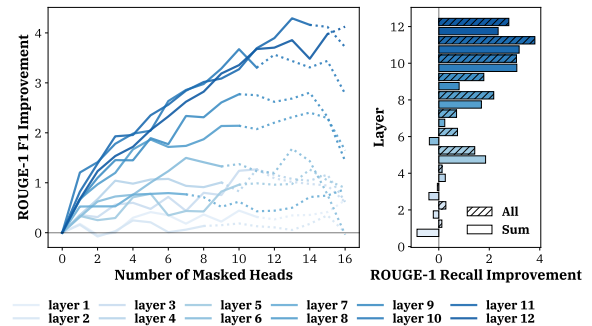 4
3
2
1
0
ROUGE-1 F1 Improvement
0 2 4 6 8 10 12 14 16
Number of Masked Heads
12
10
8
6
4
2
0
Layer
All
Sum
0 2 4
ROUGE-1 Recall Improvement
layer 1 layer 3 layer 5 layer 7 layer 9 layer 11
layer 2 layer 4 layer 6 layer 8 layer 10 layer 12